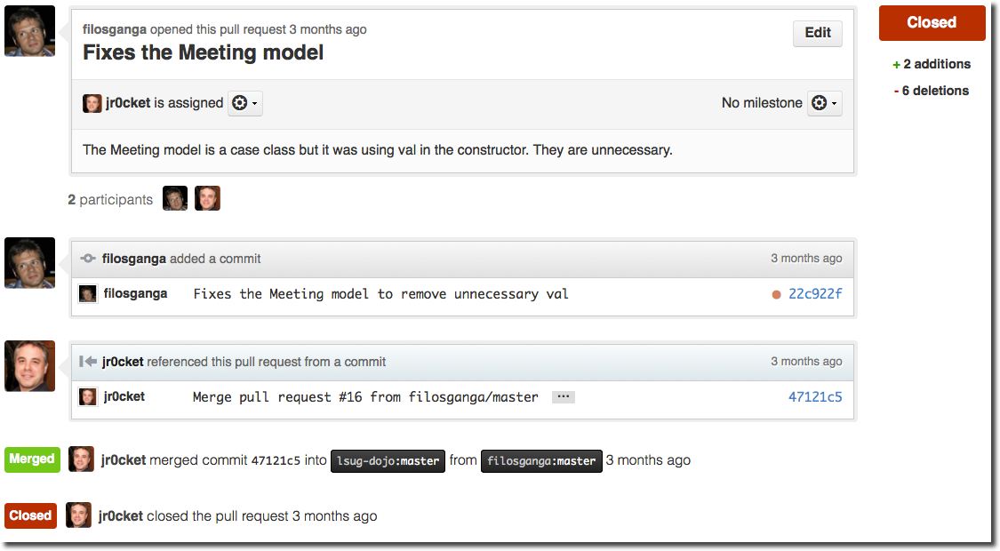 filosganga opened this pull request 3 months ago
Edit
Closed
Fixes the Meeting model
+ 2 additions
- 6 deletions
jr0cket is assigned
No milestone
The Meeting model is a case class but it was using val in the constructor. They are unnecessary.
2 participants
filosganga added a commit
3 months ago
filosganga Fixes the Meeting model to remove unnecessary val 22c922f
jr0cket referenced this pull request from a commit
3 months ago
jr0cket Merge pull request #16 from filosganga/master ... 47121c5
Merged jr0cket merged commit 47121c5 into lsug-dojo:master from filosganga:master 3 months ago
Closed jr0cket closed the pull request 3 months ago